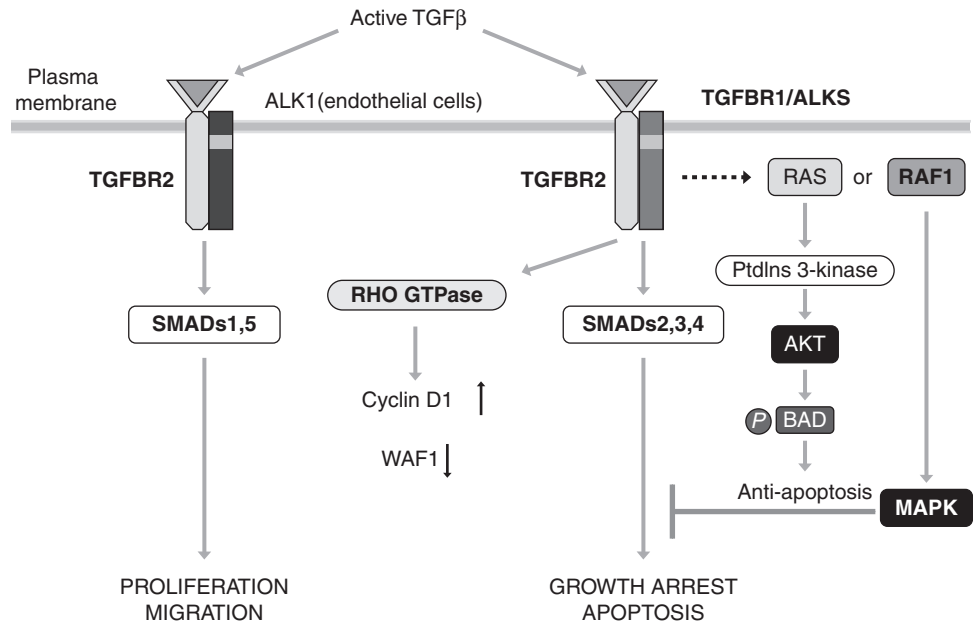 Active TGFβ
Plasma
membrane
ALK1(endothelial cells)
TGFBR1/ALKS
TGFBR2
TGFBR2
RAS or RAF1
PtdIns 3-kinase
RHO GTPase
SMADs1,5
SMADs2,3,4
AKT
Cyclin D1
P BAD
WAF1
Anti-apoptosis
MAPK
PROLIFERATION
MIGRATION
GROWTH ARREST
APOPTOSIS